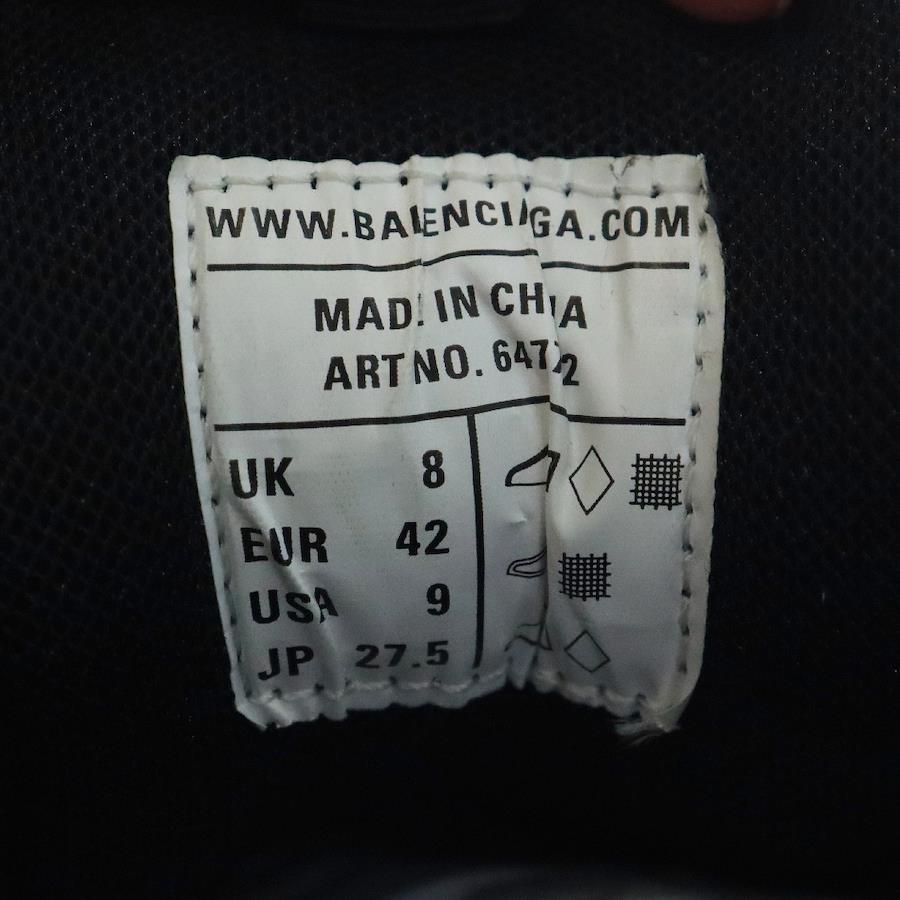 WWW.BALENCIAGA.COM
MADE IN CHINA
ART NO.
UK 8
EUR 42
USA 9
JP 27.5